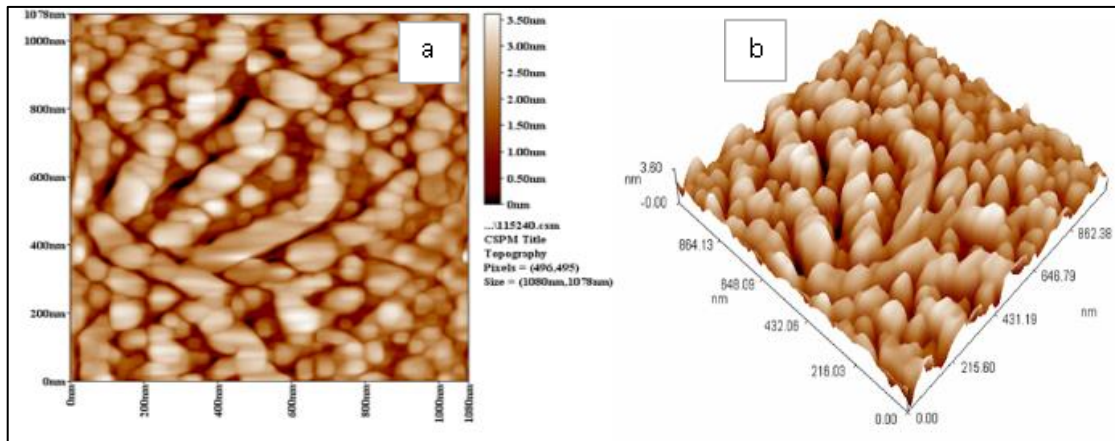 1078nm
1000nm
800nm
600nm
400nm
200nm
0nm
0nm
200nm
400nm
600nm
800nm
1000nm
1080nm
a
3.50nm
3.00nm
2.50nm
2.00nm
1.50nm
1.00nm
0.50nm
0nm
...\115240.csm
CSPM Title
Topography
Pixels = (496,495)
Size = (1080nm,1078nm)
b
3.60
nm
-0.00
864.13
648.09
nm
432.06
216.03
0.00
0.00
215.60
431.19
nm
646.79
862.38